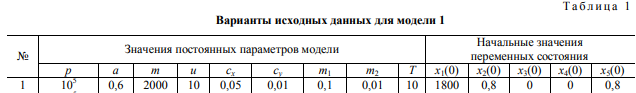 Таблица 1
Варианты исходных данных для модели 1
№ Значения постоянных параметров модели Начальные значения переменных состояния
p a m u cₓ cᵧ m₁ m₂ T x₁(0) x₂(0) x₃(0) x₄(0) x₅(0)
1 10⁵ 0,6 2000 10 0,05 0,01 0,1 0,01 10 1800 0,8 0 0 0,8